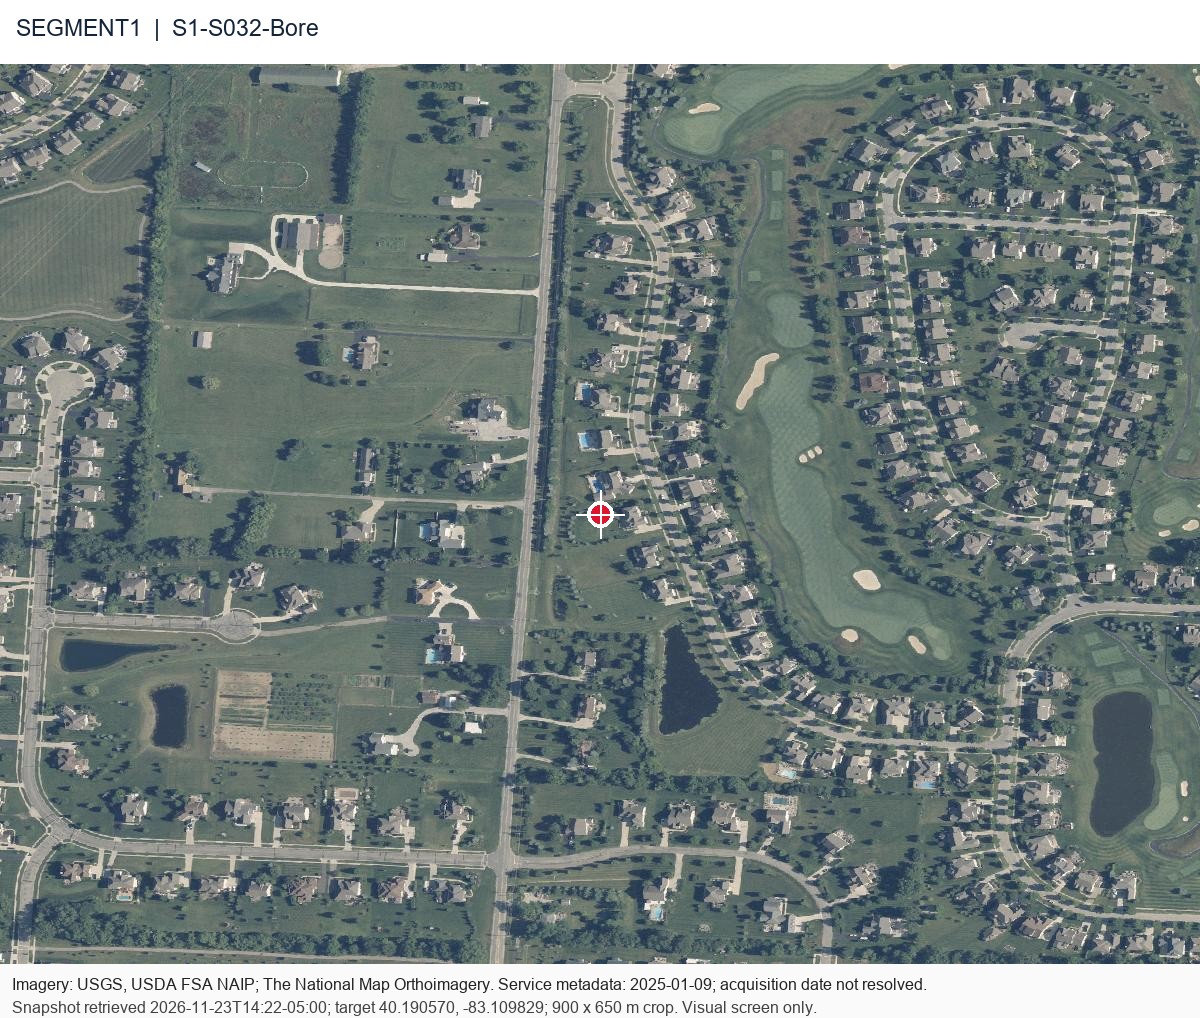 SEGMENT1 | S1-S032-Bore
Imagery: USGS, USDA FSA NAIP; The National Map Orthoimagery. Service metadata: 2025-01-09; acquisition date not resolved.
Snapshot retrieved 2026-11-23T14:22-05:00; target 40.190570, -83.109829; 900 x 650 m crop. Visual screen only.